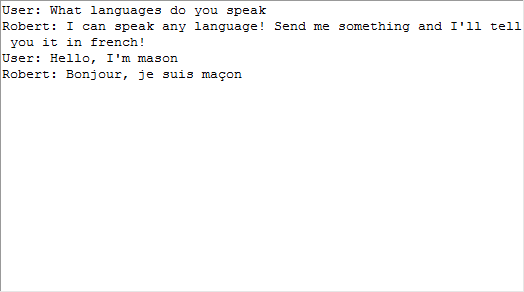 User: What languages do you speak
Robert: I can speak any language! Send me something and I'll tell
you it in french!
User: Hello, I'm mason
Robert: Bonjour, je suis maçon